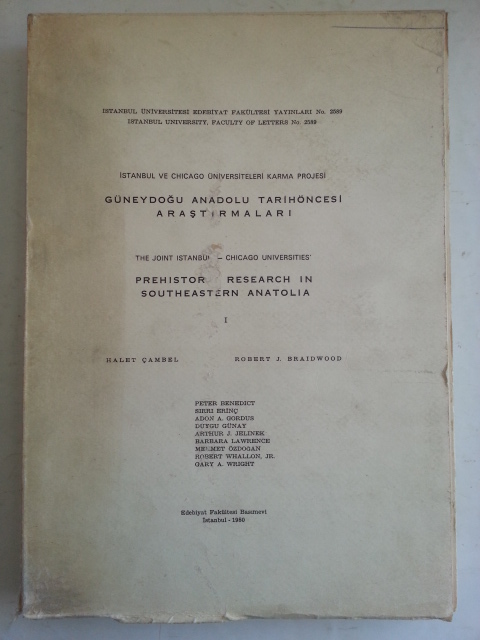 İSTANBUL ÜNİVERSİTESİ EDEBİYAT FAKÜLTESİ YAYINLARI No. 2589
ISTANBUL UNIVERSITY, FACULTY OF LETTERS No. 2589
İSTANBUL VE CHICAGO ÜNİVERSİTELERİ KARMA PROJESİ
GÜNEYDOĞU ANADOLU TARİHÖNCESİ
ARAŞTIRMALARI
THE JOINT ISTANBUL – CHICAGO UNIVERSITIES'
PREHISTOR RESEARCH IN
SOUTHEASTERN ANATOLIA
I
HALET ÇAMBEL ROBERT J. BRAIDWOOD
PETER BENEDICT
SIRRI ERİNÇ
ADON A. GORDUS
DUYGU GÜNAY
ARTHUR J. JELINEK
BARBARA LAWRENCE
MEHMET ÖZDOĞAN
ROBERT WHALLON, JR.
GARY A. WRIGHT
Edebiyat Fakültesi Basımevi
İstanbul - 1980